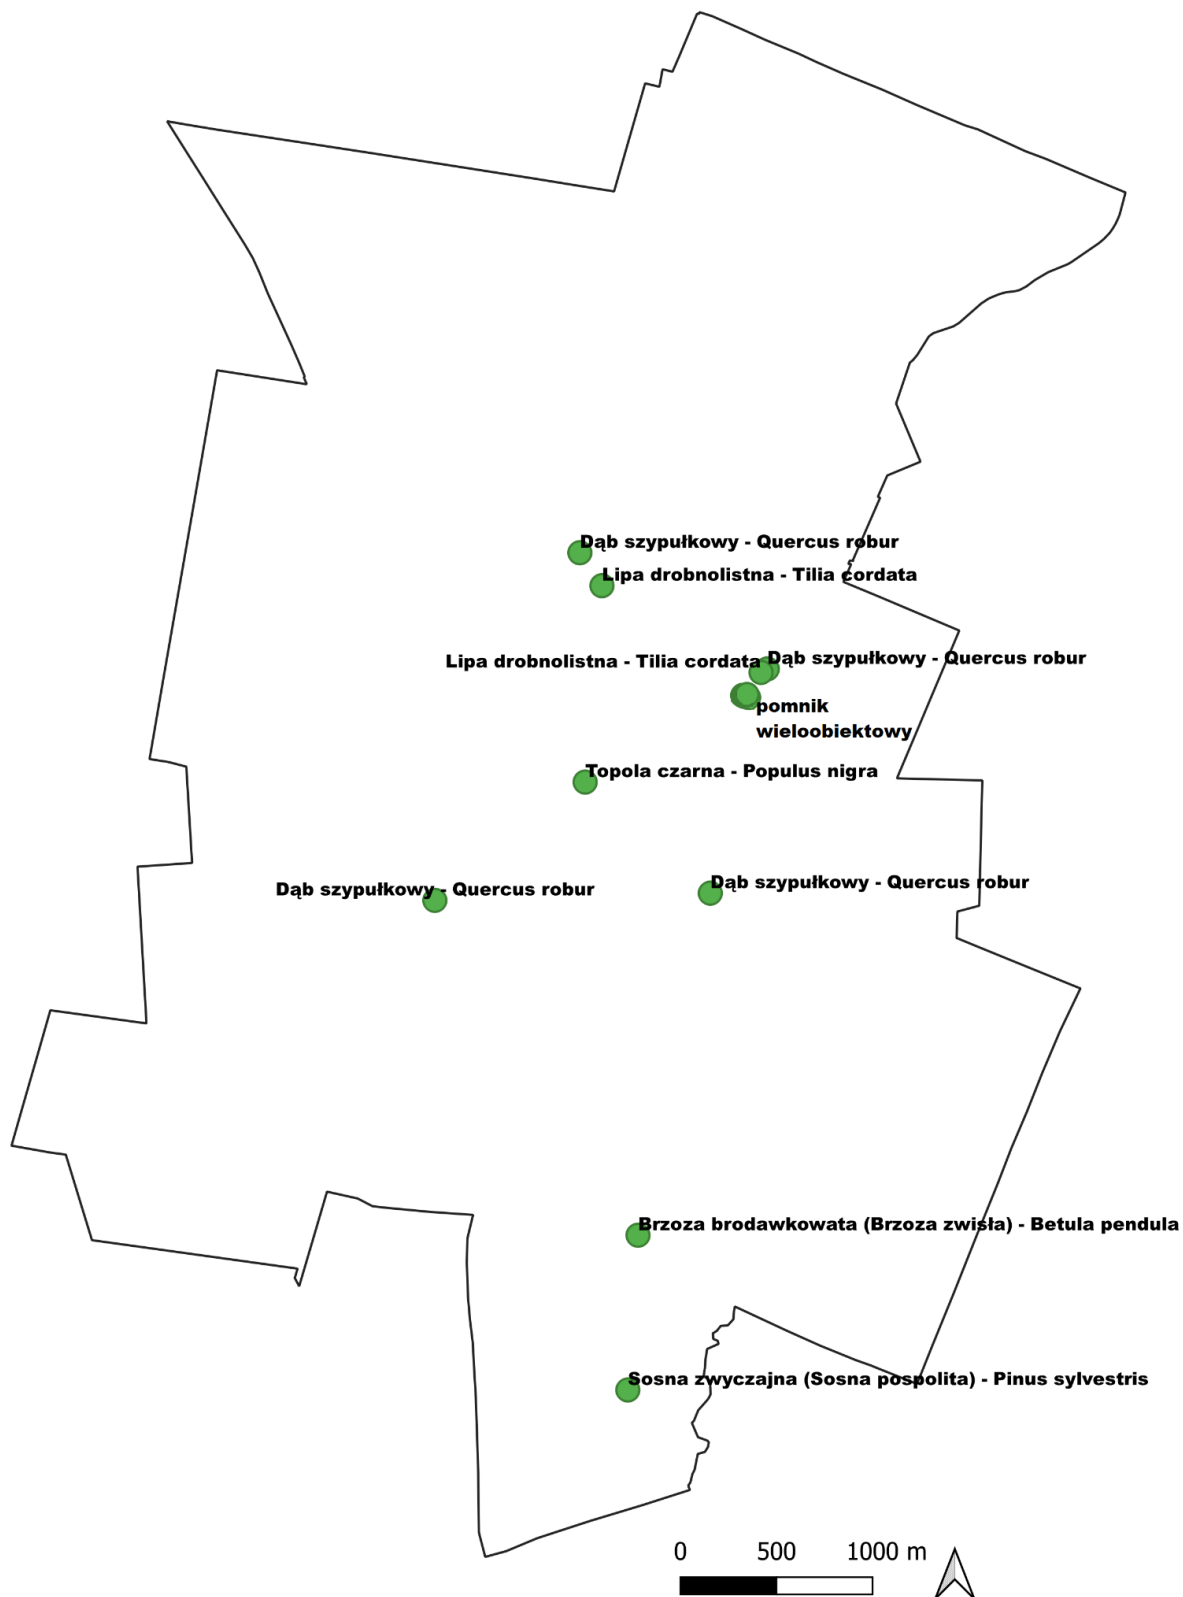 Dąb szypułkowy - Quercus robur
Lipa drobnolistna - Tilia cordata
Lipa drobnolistna - Tilia cordata
Dąb szypułkowy - Quercus robur
pomnik
wieloobiektowy
Topola czarna - Populus nigra
Dąb szypułkowy - Quercus robur
Dąb szypułkowy - Quercus robur
Brzoza brodawkowata (Brzoza zwisła) - Betula pendula
Sosna zwyczajna (Sosna pospolita) - Pinus sylvestris
0 500 1000 m